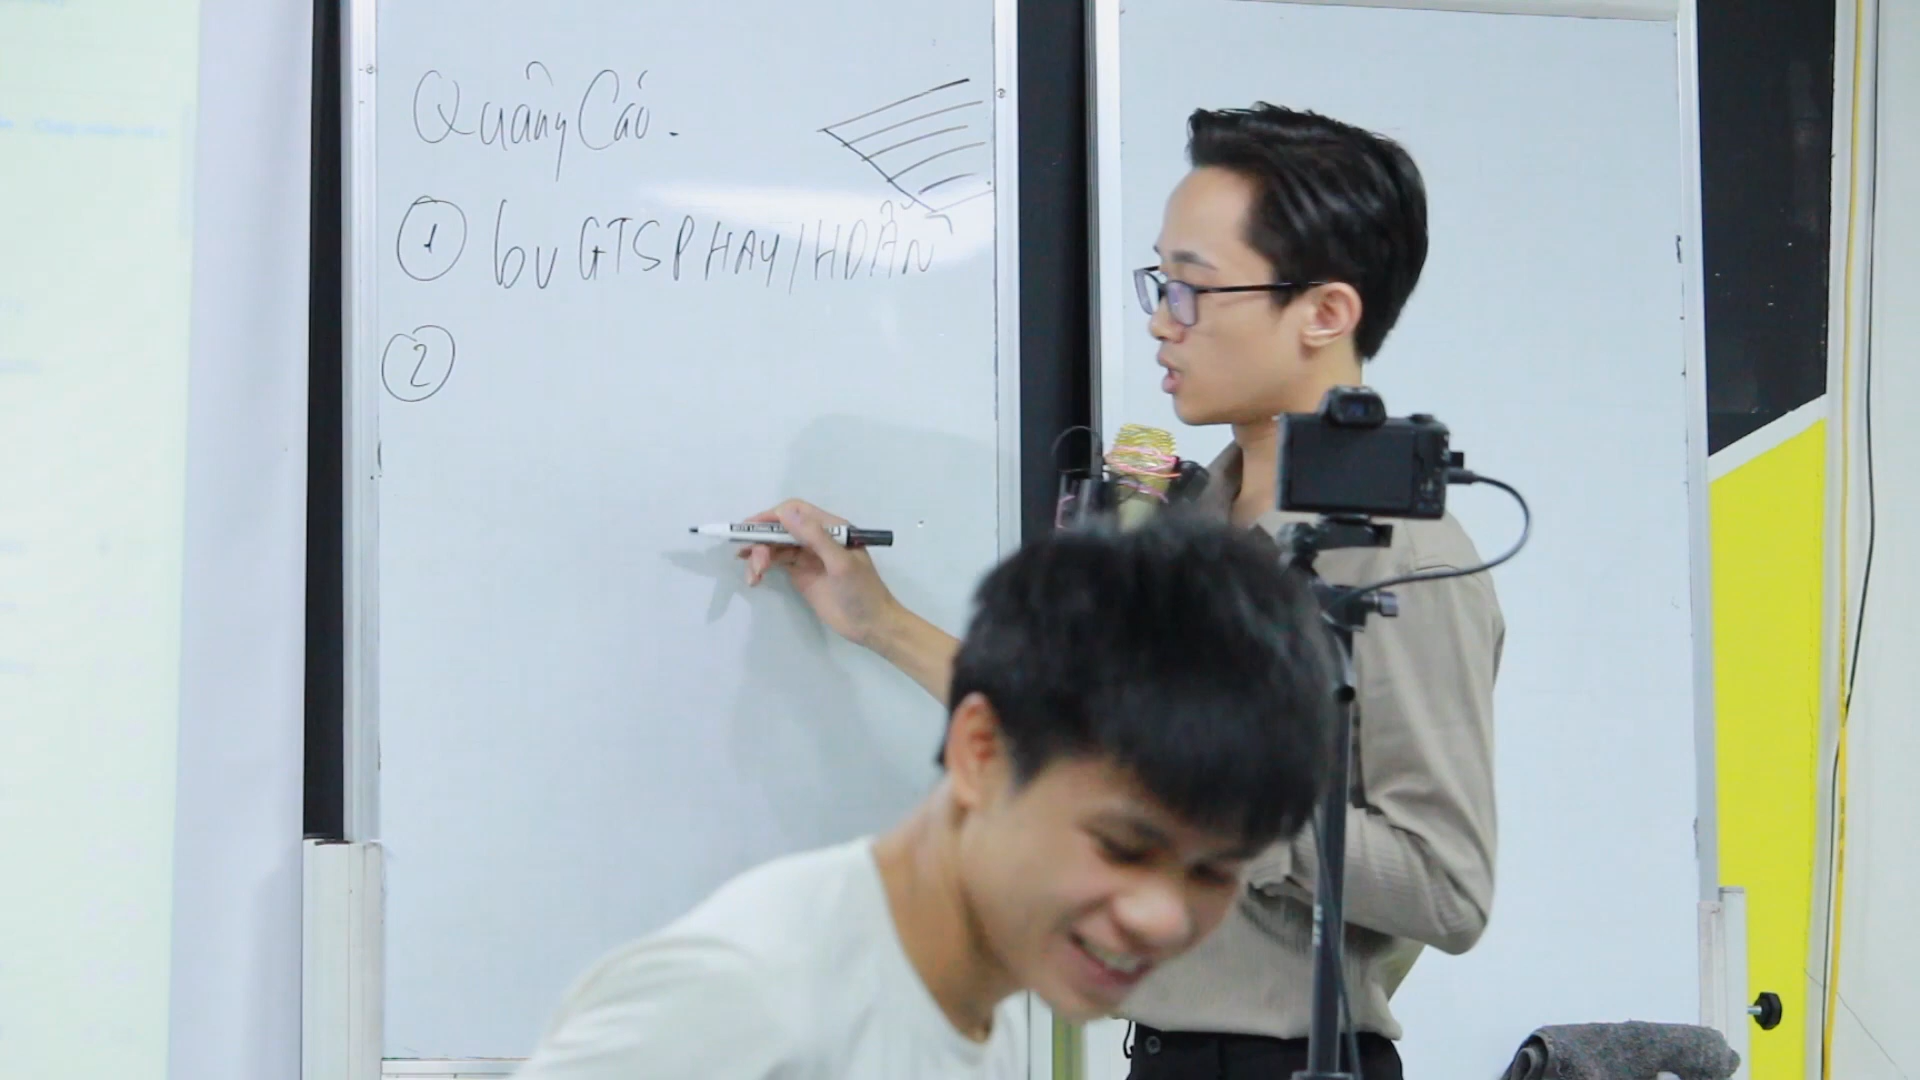 Quảng Cáo.
① bv GTSP HAY / HDẪN
②